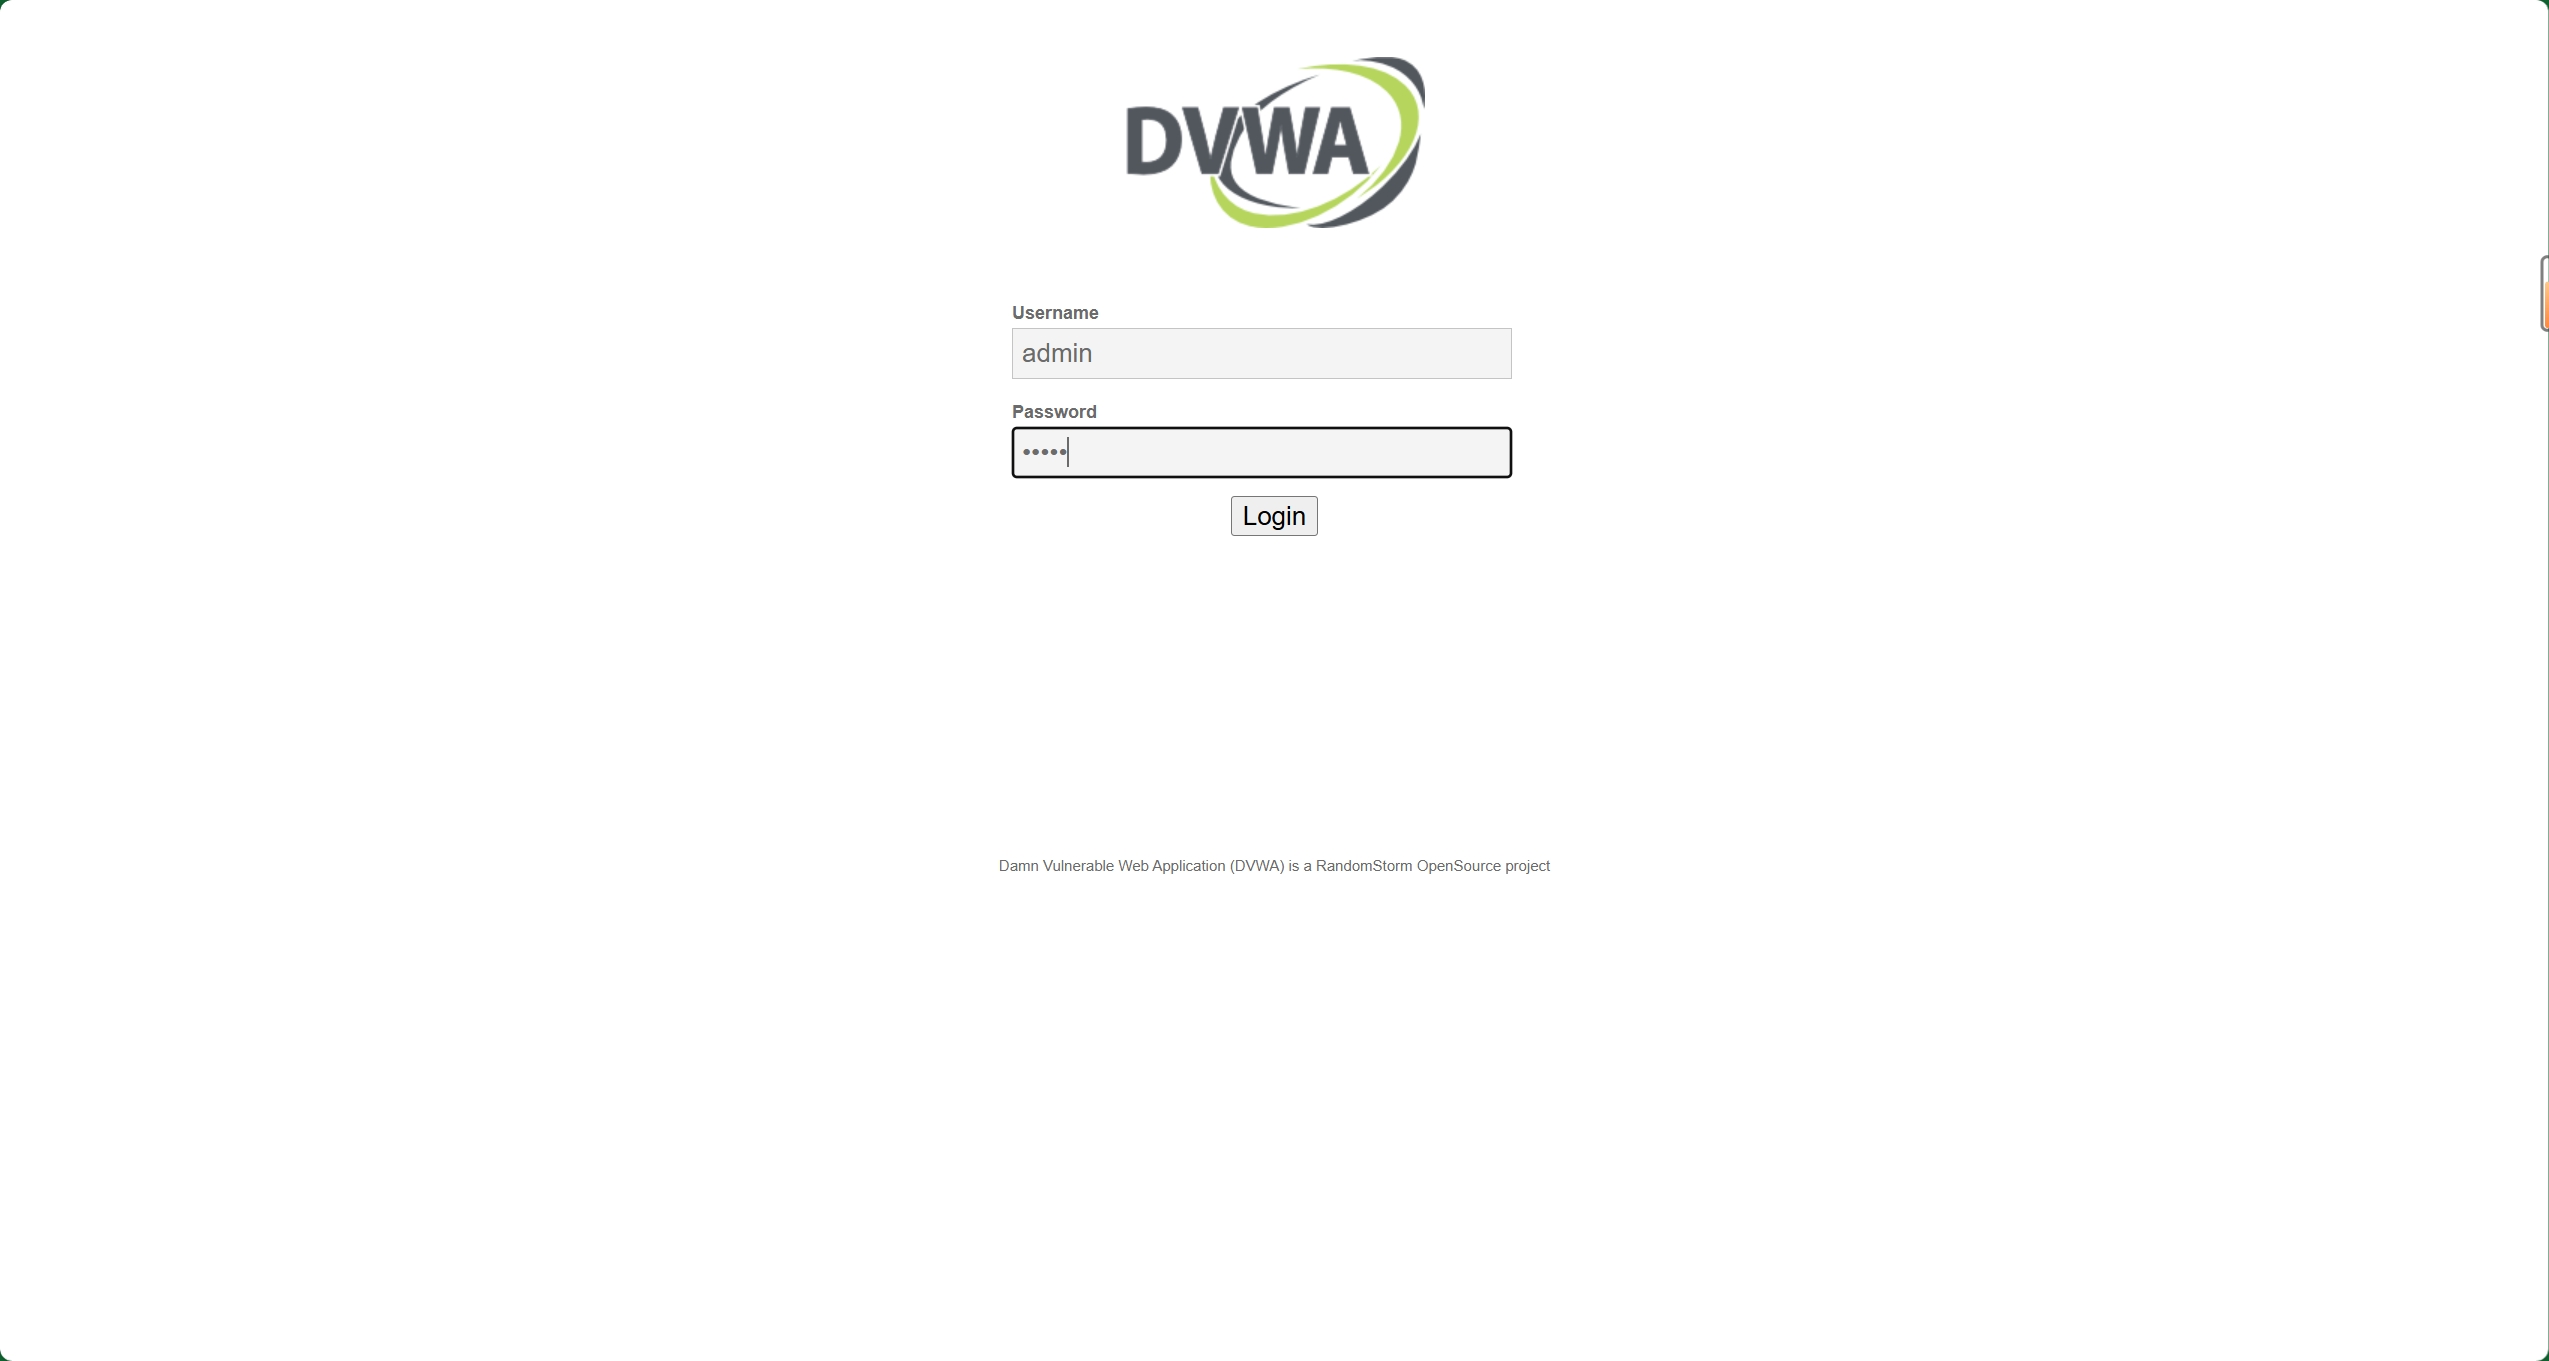 DVWA
Username
admin
Password
•••••
Login
Damn Vulnerable Web Application (DVWA) is a RandomStorm OpenSource project